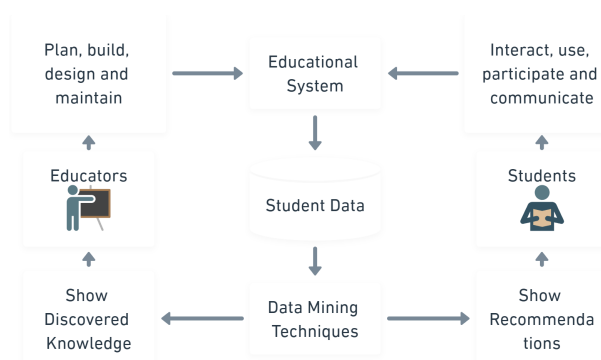 Plan, build,
design and
maintain
Educational
System
Interact, use,
participate and
communicate
Educators
Student Data
Students
Show
Discovered
Knowledge
Data Mining
Techniques
Show
Recommenda
tions